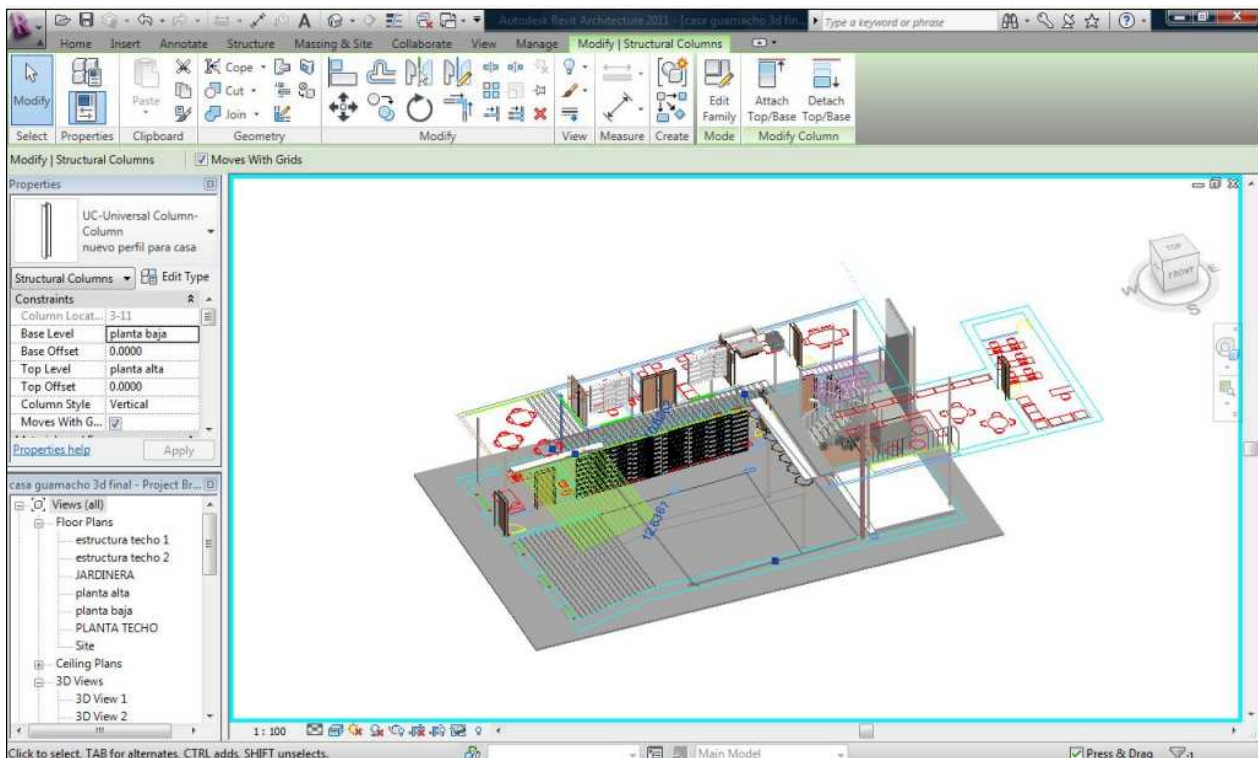 Autodesk Revit Architecture 2011 - [casa guamacho 3d fin... Type a keyword or phrase
Home Insert Annotate Structure Massing & Site Collaborate View Manage Modify | Structural Columns
Modify Paste Cope Cut Join Edit Family Attach Top/Base Detach Top/Base
Select Properties Clipboard Geometry Modify View Measure Create Mode Modify Column
Modify | Structural Columns Moves With Grids
Properties
UC-Universal Column-
Column
nuevo perfil para casa
Structural Columns Edit Type
Constraints
Column Locat... 3-11
Base Level planta baja
Base Offset 0.0000
Top Level planta alta
Top Offset 0.0000
Column Style Vertical
Moves With G...
Properties help Apply
casa guamacho 3d final - Project Br...
Views (all)
Floor Plans
estructura techo 1
estructura techo 2
JARDINERA
planta alta
planta baja
PLANTA TECHO
Site
Ceiling Plans
3D Views
3D View 1
3D View 2
TOP
FRONT
W
S
E
12.6367
1 : 100
Click to select, TAB for alternates, CTRL adds, SHIFT unselects. Main Model Press & Drag :1